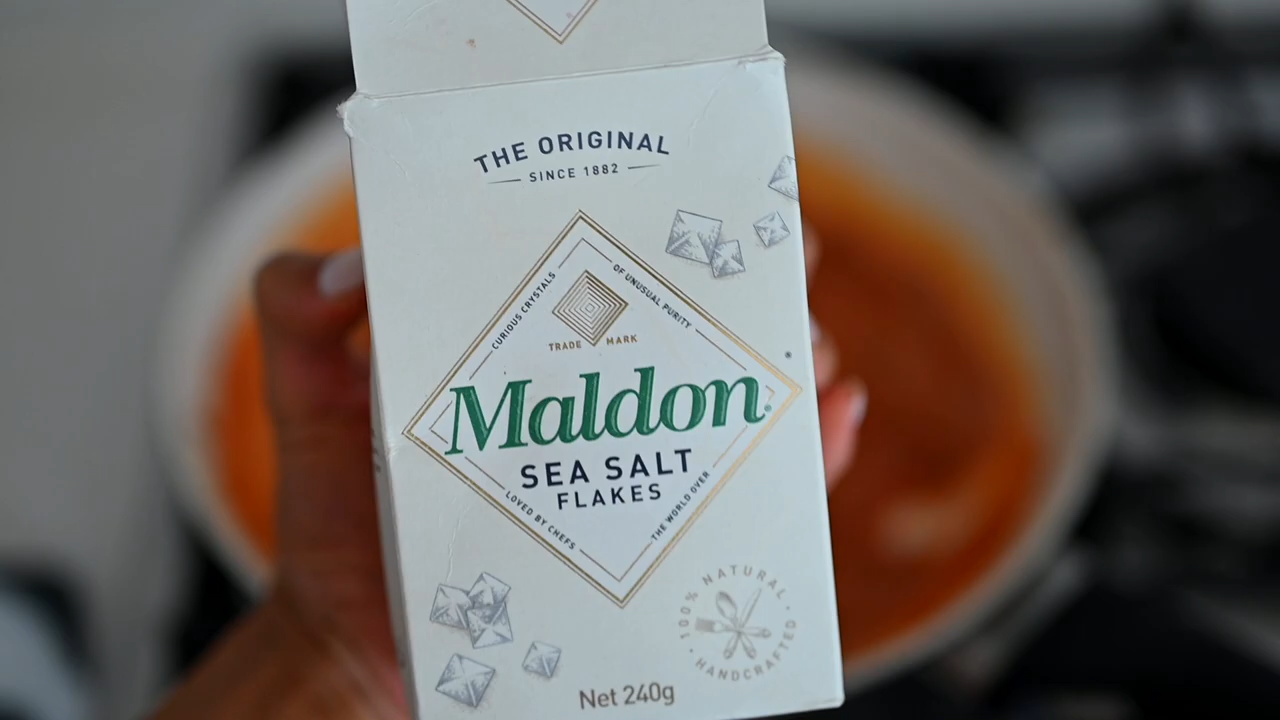 THE ORIGINAL
SINCE 1882
CURIOUS CRYSTALS
OF UNUSUAL PURITY
TRADE MARK
Maldon®
SEA SALT
FLAKES
LOVED BY CHEFS
THE WORLD OVER
100% NATURAL · HANDCRAFTED ·
Net 240g